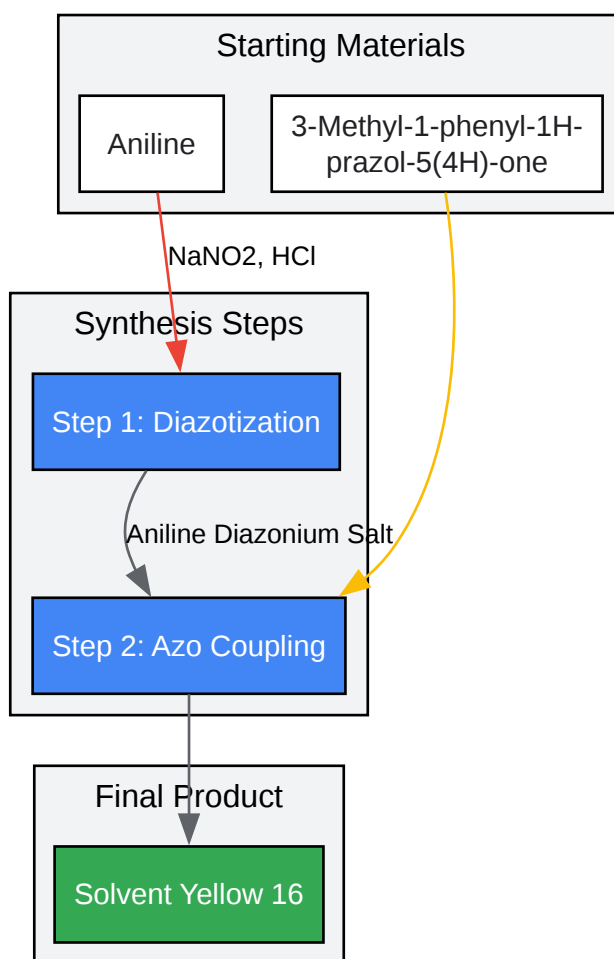 Starting Materials
Aniline
3-Methyl-1-phenyl-1H-
prazol-5(4H)-one
NaNO2, HCl
Synthesis Steps
Step 1: Diazotization
Aniline Diazonium Salt
Step 2: Azo Coupling
Final Product
Solvent Yellow 16